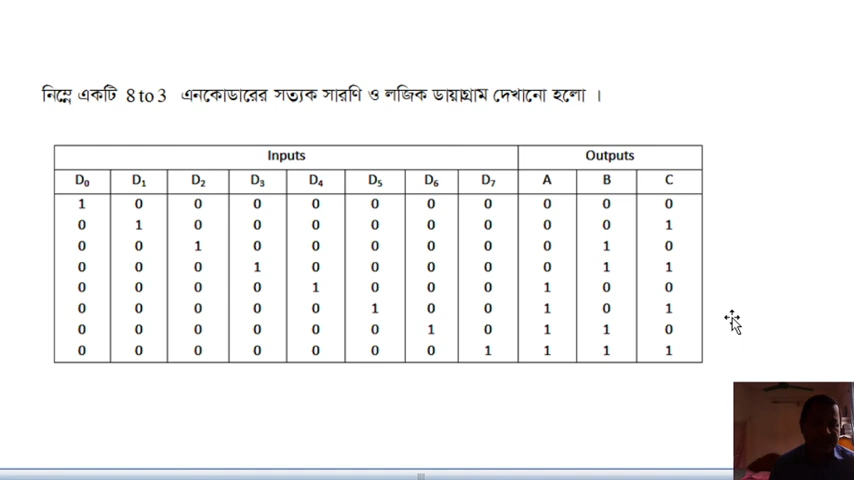 নিম্নে একটি 8 to 3 এনকোডারের সত্যক সারণি ও লজিক ডায়াগ্রাম দেখানো হলো ।
Inputs Outputs
D₀ D₁ D₂ D₃ D₄ D₅ D₆ D₇ A B C
1 0 0 0 0 0 0 0 0 0 0
0 1 0 0 0 0 0 0 0 0 1
0 0 1 0 0 0 0 0 0 1 0
0 0 0 1 0 0 0 0 0 1 1
0 0 0 0 1 0 0 0 1 0 0
0 0 0 0 0 1 0 0 1 0 1
0 0 0 0 0 0 1 0 1 1 0
0 0 0 0 0 0 0 1 1 1 1